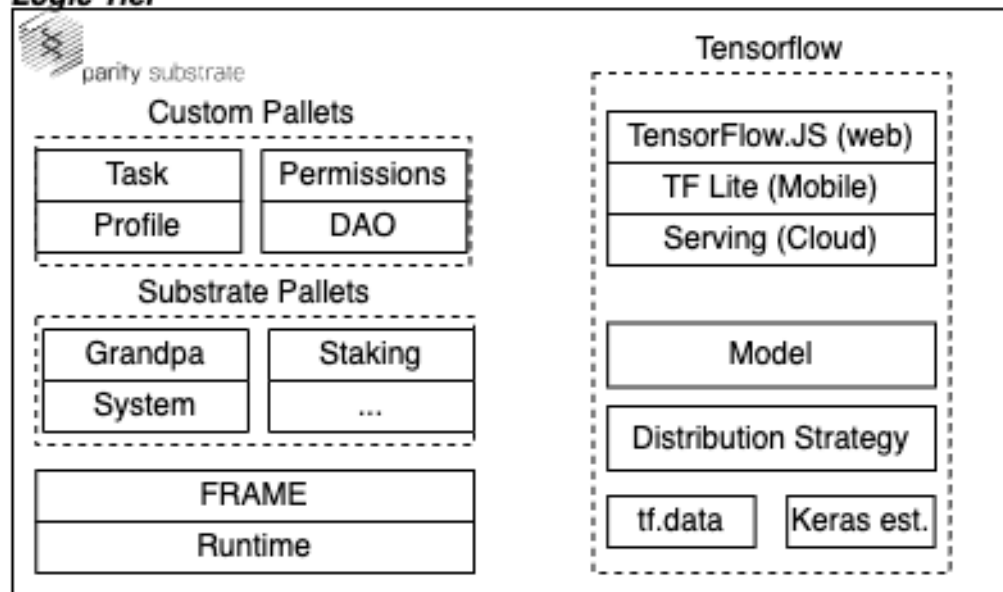 Logic Tier
parity substrate
Custom Pallets
Task
Permissions
Profile
DAO
Substrate Pallets
Grandpa
Staking
System
...
FRAME
Runtime
Tensorflow
TensorFlow.JS (web)
TF Lite (Mobile)
Serving (Cloud)
Model
Distribution Strategy
tf.data
Keras est.